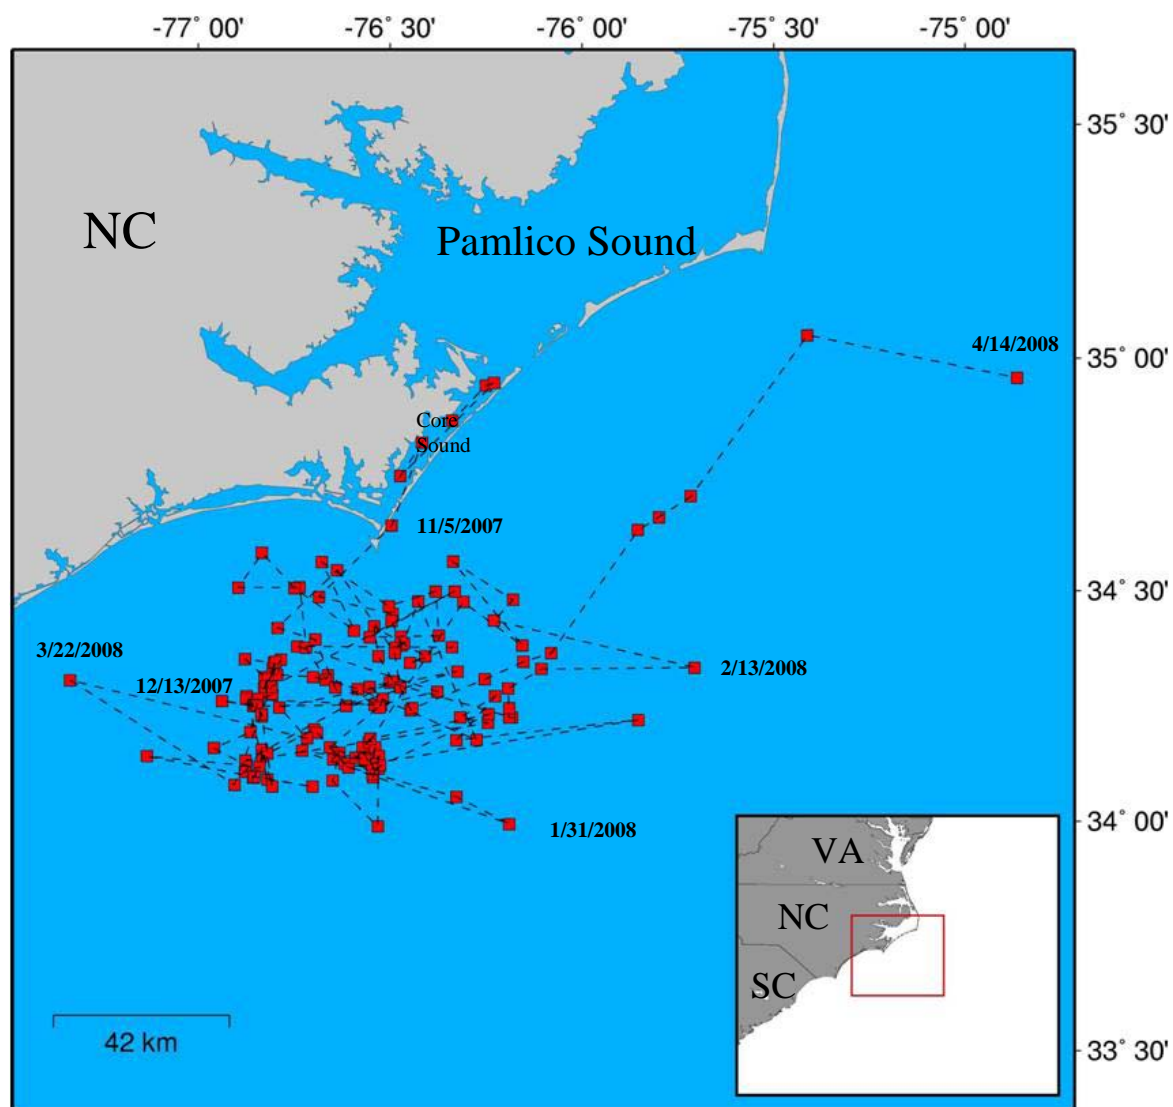 -77° 00'
-76° 30'
-76° 00'
-75° 30'
-75° 00'
35° 30'
NC
Pamlico Sound
4/14/2008
35° 00'
Core
Sound
11/5/2007
34° 30'
3/22/2008
2/13/2008
12/13/2007
34° 00'
1/31/2008
VA
NC
SC
42 km
33° 30'